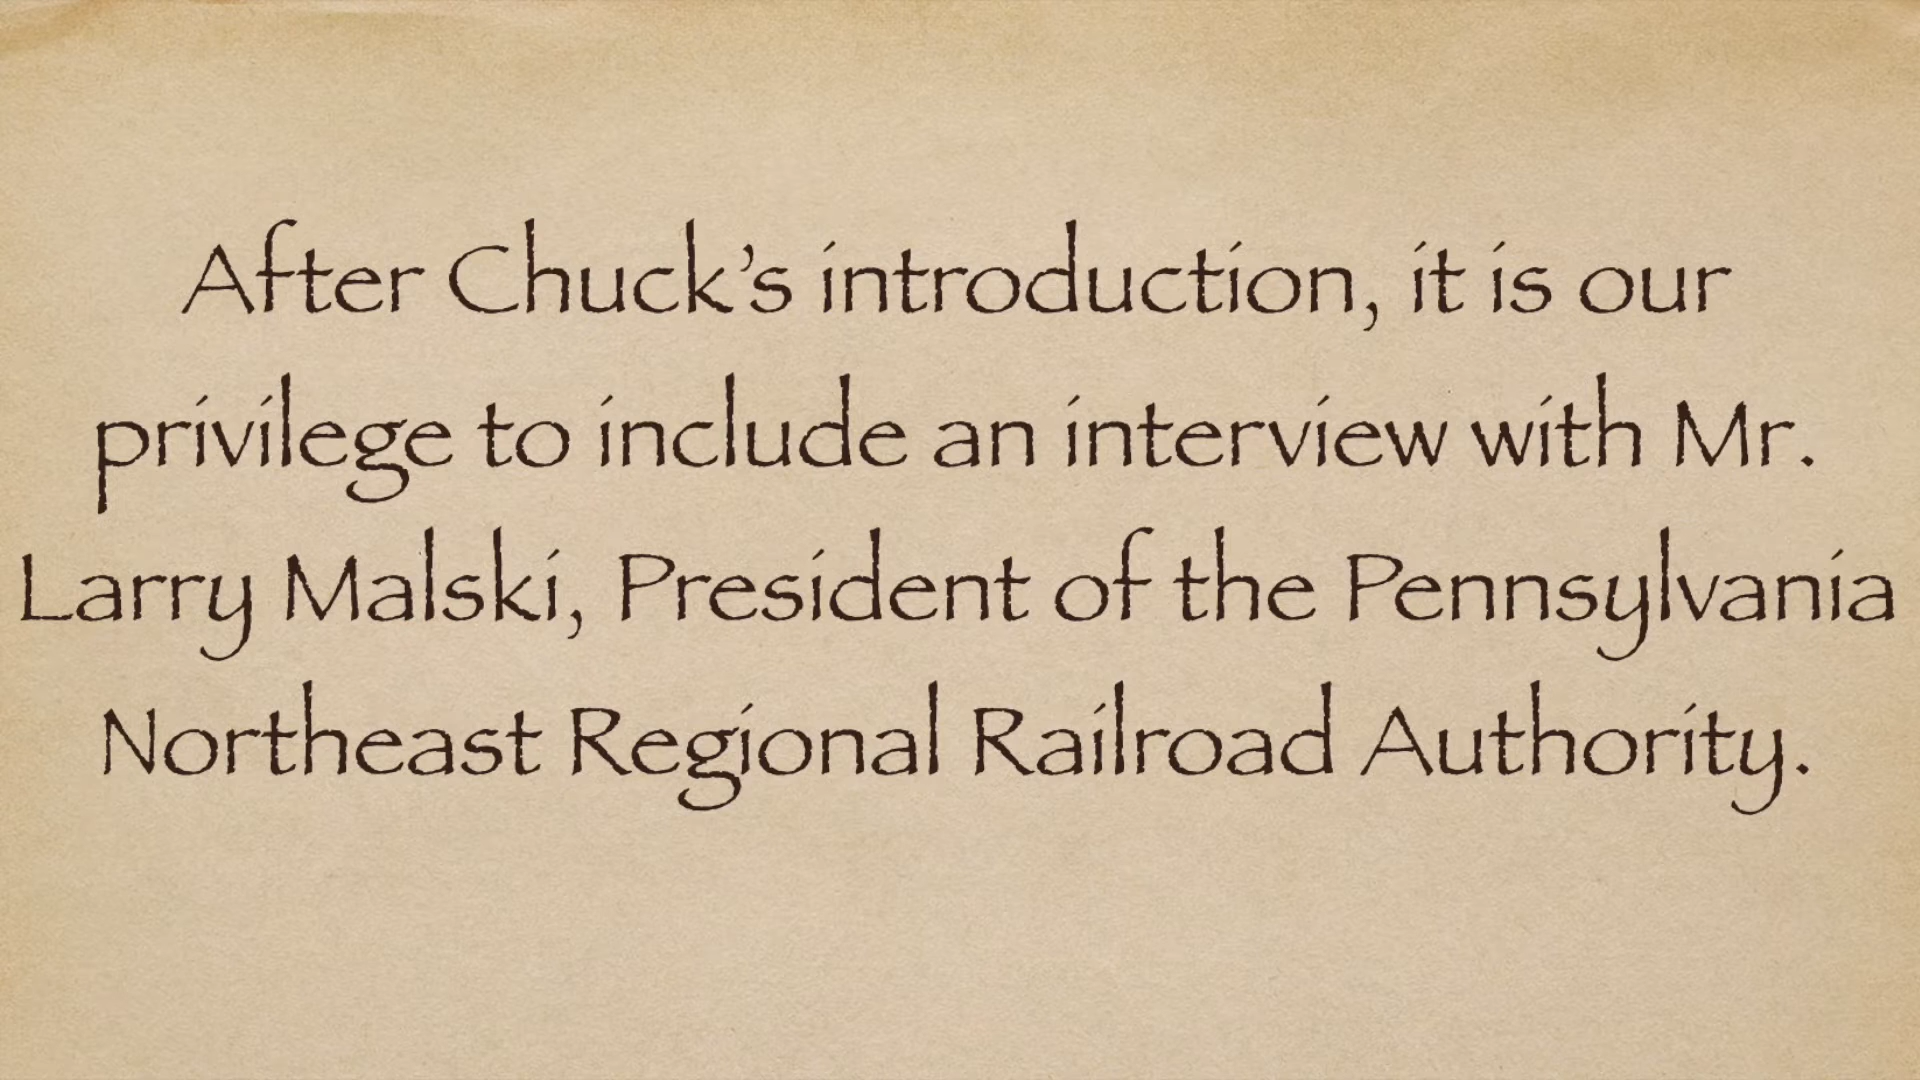 After Chuck’s introduction, it is our
privilege to include an interview with Mr.
Larry Malski, President of the Pennsylvania
Northeast Regional Railroad Authority.